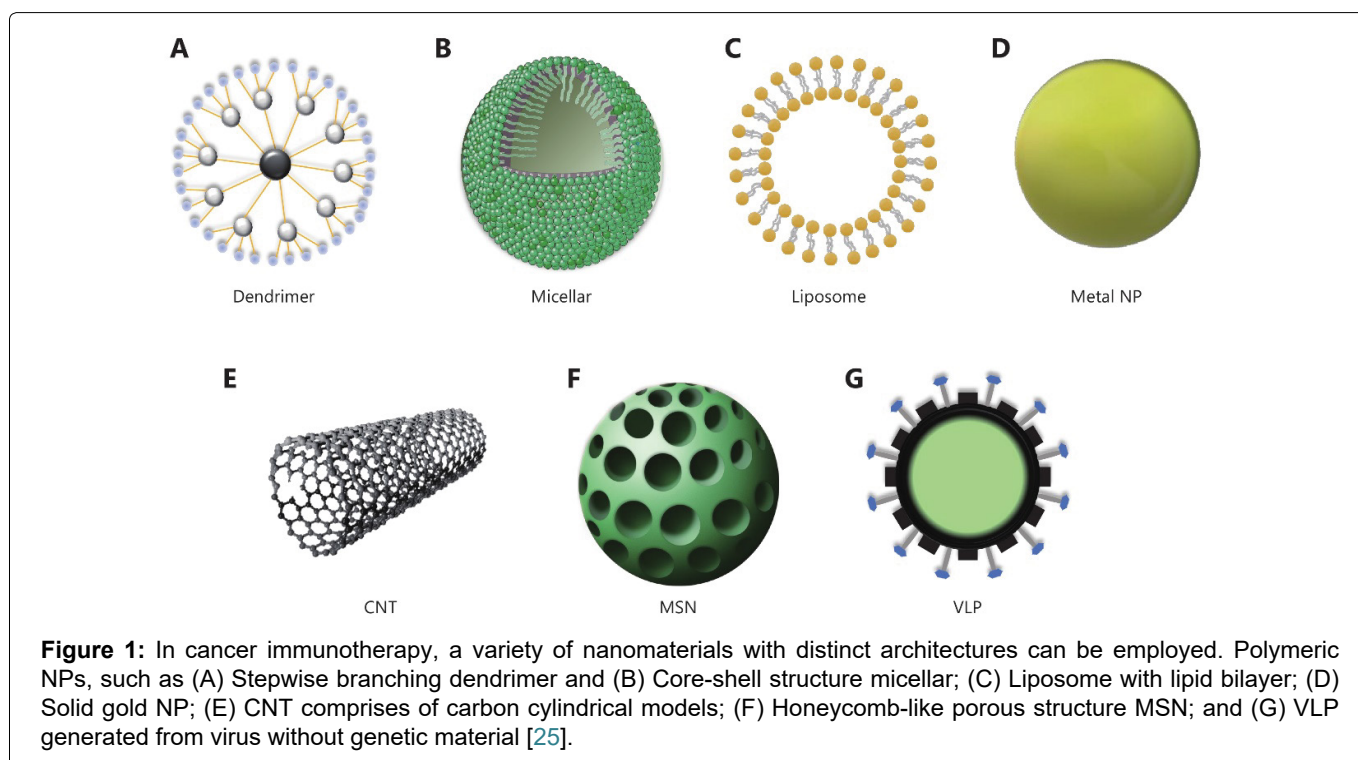 A
B
C
D
Dendrimer
Micellar
Liposome
Metal NP
E
F
G
CNT
MSN
VLP
Figure 1: In cancer immunotherapy, a variety of nanomaterials with distinct architectures can be employed. Polymeric
NPs, such as (A) Stepwise branching dendrimer and (B) Core-shell structure micellar; (C) Liposome with lipid bilayer; (D)
Solid gold NP; (E) CNT comprises of carbon cylindrical models; (F) Honeycomb-like porous structure MSN; and (G) VLP
generated from virus without genetic material [25].